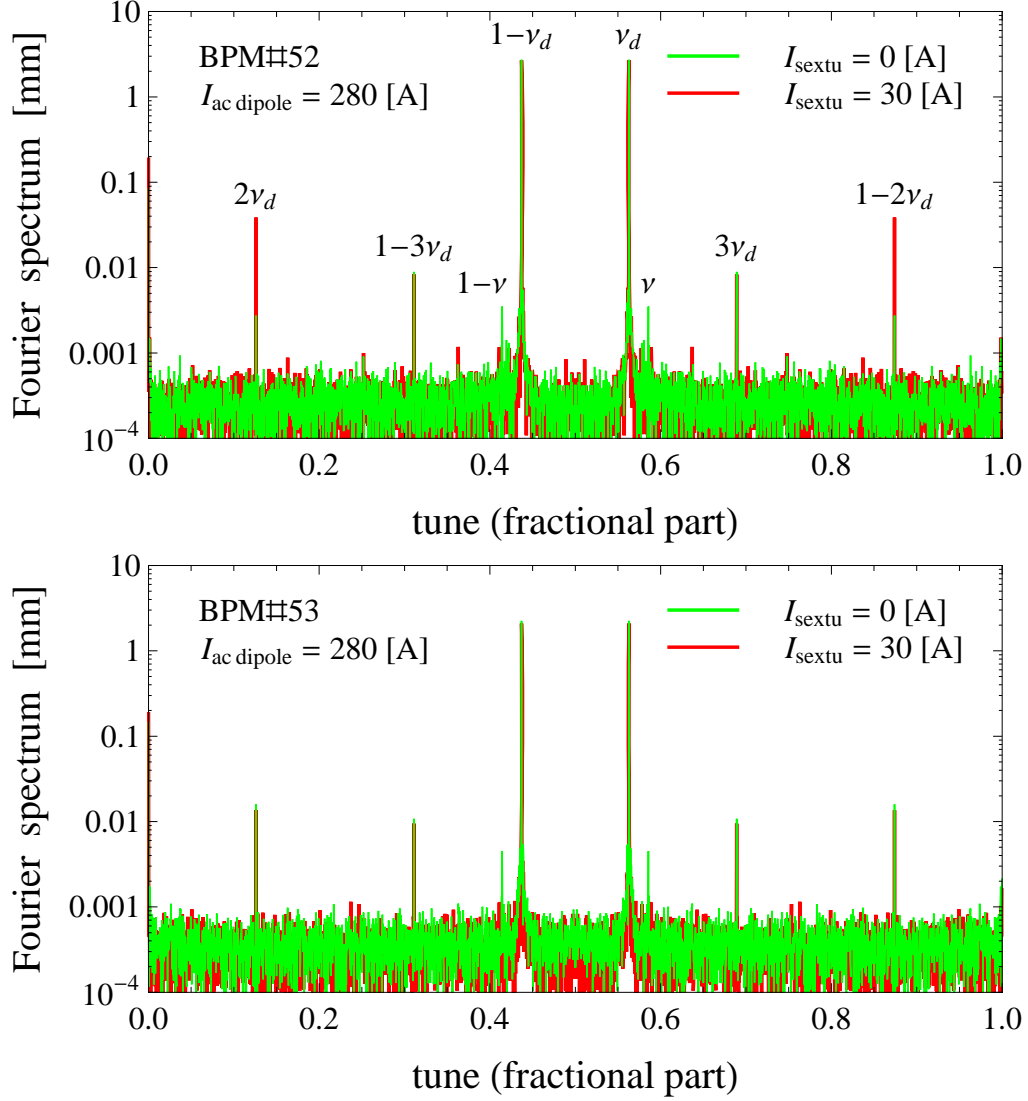 1−ν_d ν_d
BPM#52
I_ac dipole = 280 [A]
I_sextu = 0 [A]
I_sextu = 30 [A]
2ν_d
1−3ν_d
1−ν
ν
3ν_d
1−2ν_d
Fourier spectrum [mm]
10
1
0.1
0.01
0.001
10^−4
0.0 0.2 0.4 0.6 0.8 1.0
tune (fractional part)
BPM#53
I_ac dipole = 280 [A]
I_sextu = 0 [A]
I_sextu = 30 [A]
Fourier spectrum [mm]
10
1
0.1
0.01
0.001
10^−4
0.0 0.2 0.4 0.6 0.8 1.0
tune (fractional part)